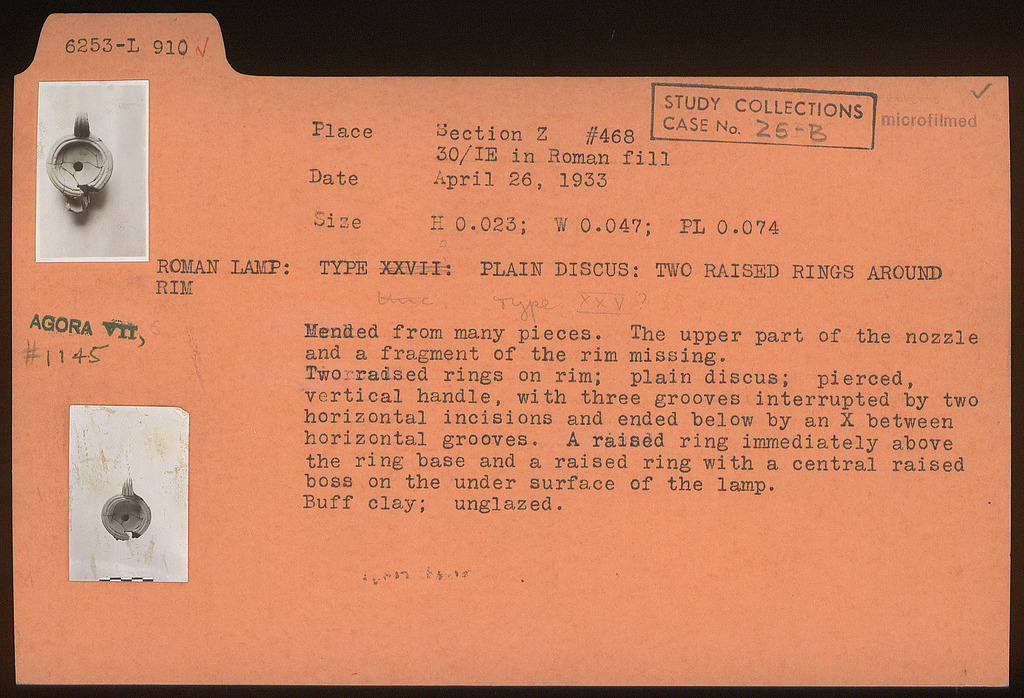 6253-L 910
STUDY COLLECTIONS
CASE No. 25-B
microfilmed
Place Section Z #468
30/IE in Roman fill
Date April 26, 1933
Size H 0.023; W 0.047; PL 0.074
ROMAN LAMP: TYPE XXVII: PLAIN DISCUS: TWO RAISED RINGS AROUND
RIM
Type XXV?
AGORA VII,
#1145
Mended from many pieces. The upper part of the nozzle
and a fragment of the rim missing.
Two raised rings on rim; plain discus; pierced,
vertical handle, with three grooves interrupted by two
horizontal incisions and ended below by an X between
horizontal grooves. A raised ring immediately above
the ring base and a raised ring with a central raised
boss on the under surface of the lamp.
Buff clay; unglazed.